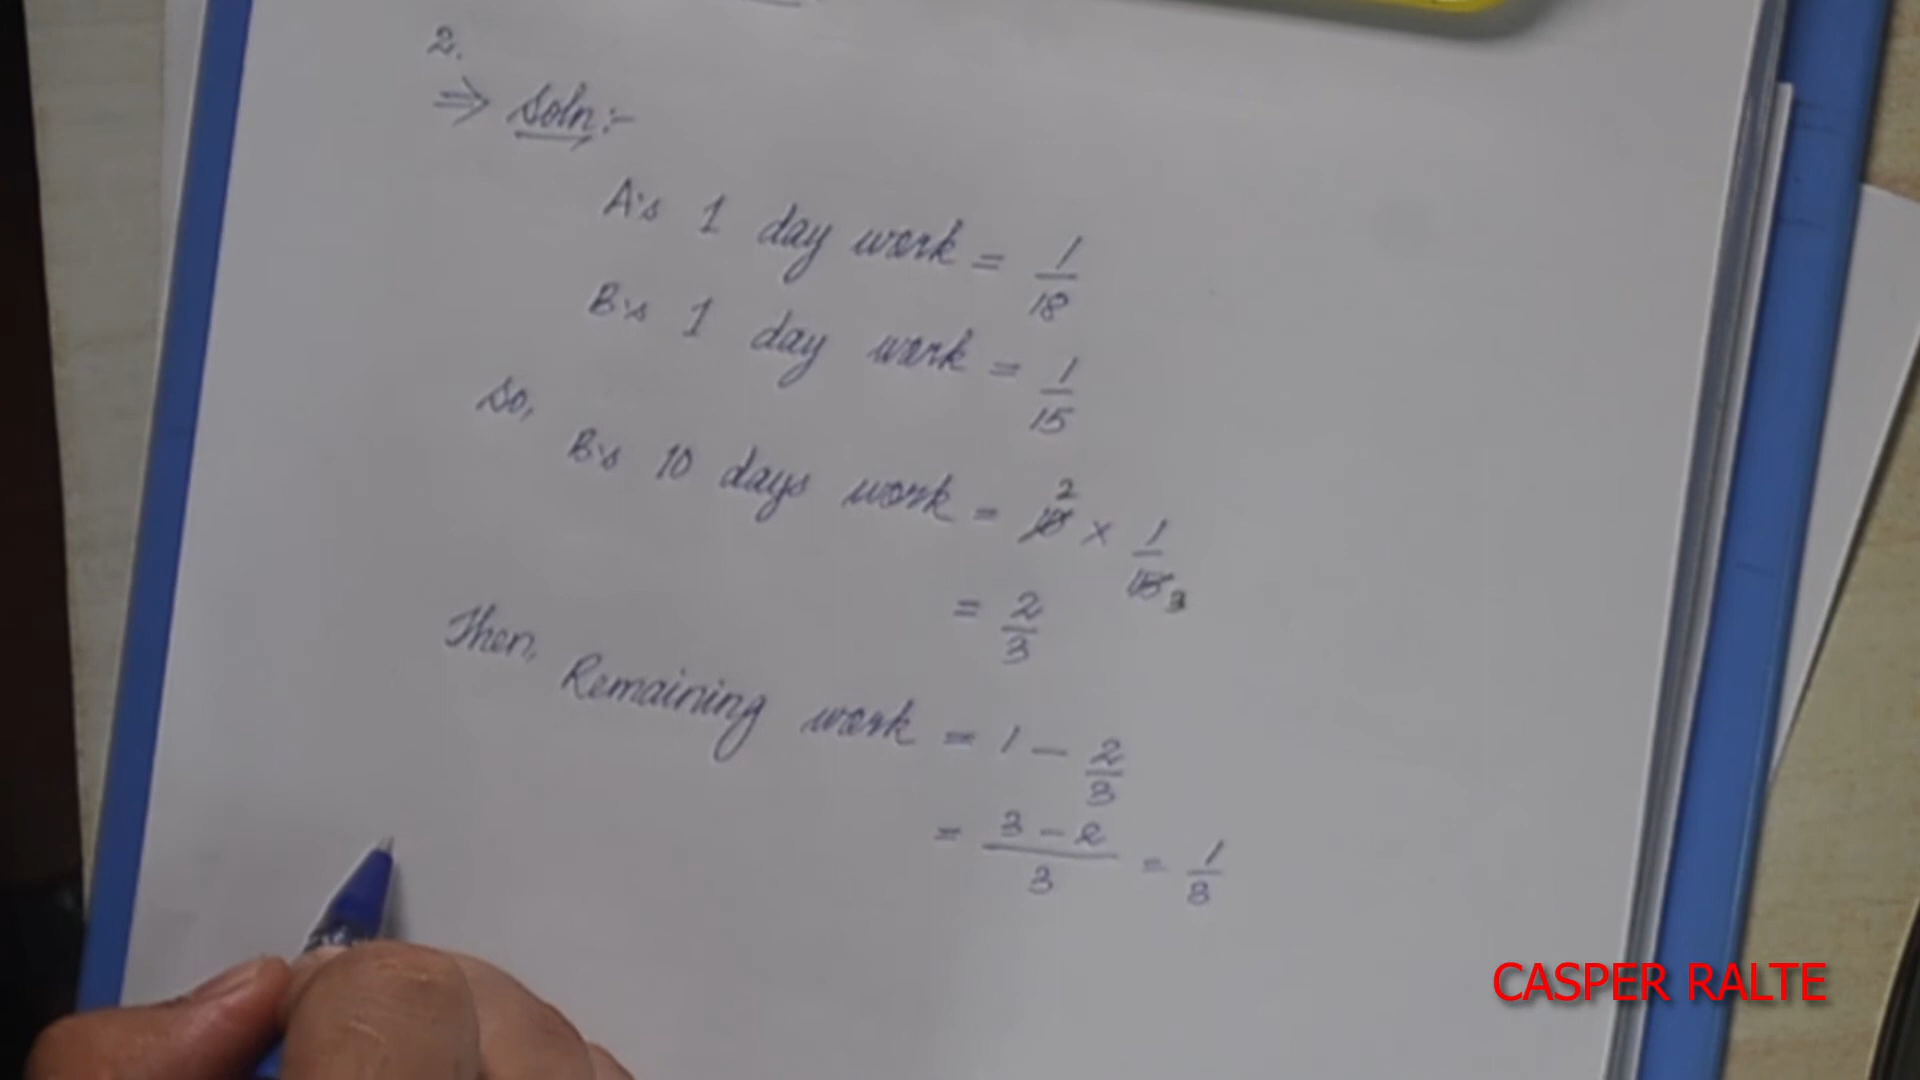 2.
⇒ Soln:-
A's 1 day work = 1/18
B's 1 day work = 1/15
So,
B's 10 days work = 10 2 × 1/15 3
= 2/3
Then,
Remaining work = 1 - 2/3
= 3-2/3 = 1/3
CASPER RALTE